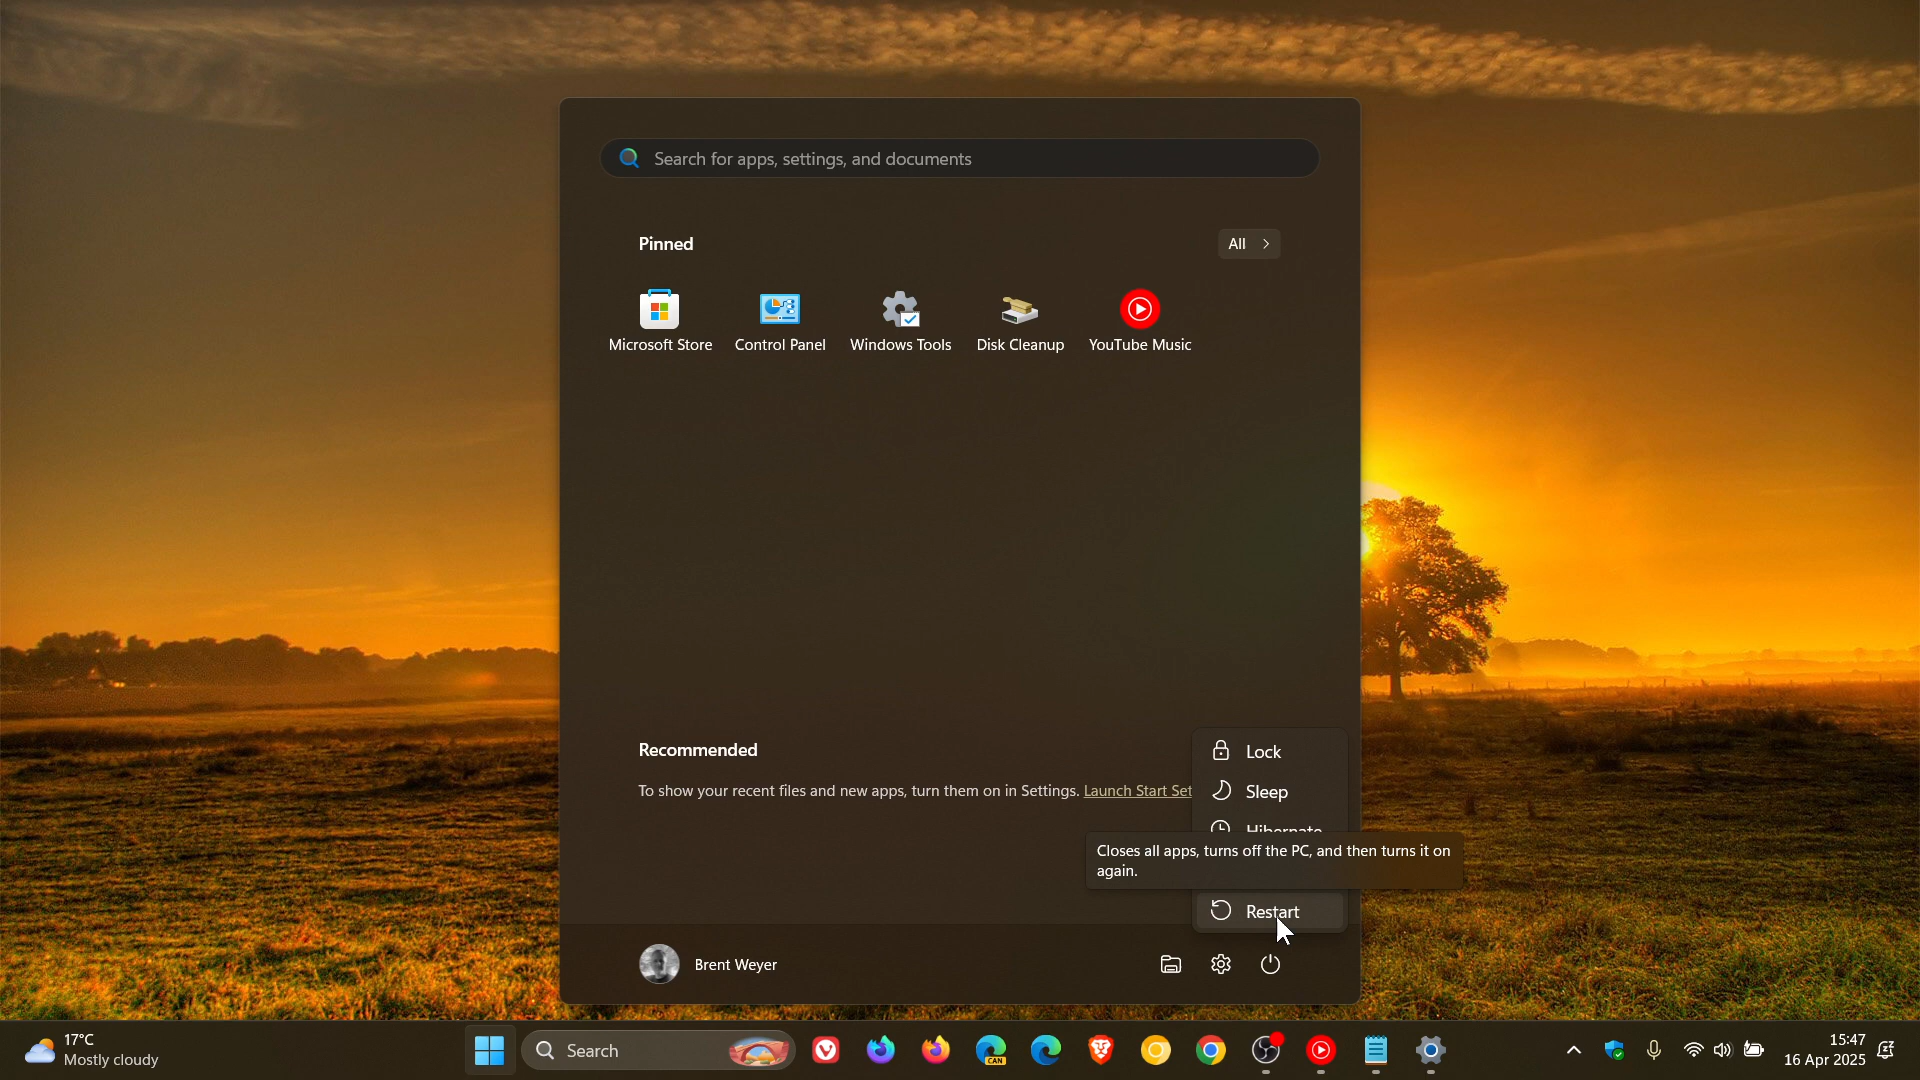 Search for apps, settings, and documents
Pinned
All
Microsoft Store
Control Panel
Windows Tools
Disk Cleanup
YouTube Music
Recommended
To show your recent files and new apps, turn them on in Settings. Launch Start Set
Lock
Sleep
Hibernate
Closes all apps, turns off the PC, and then turns it on
again.
Restart
Brent Weyer
17°C
Mostly cloudy
Search
CAN
15:47
16 Apr 2025